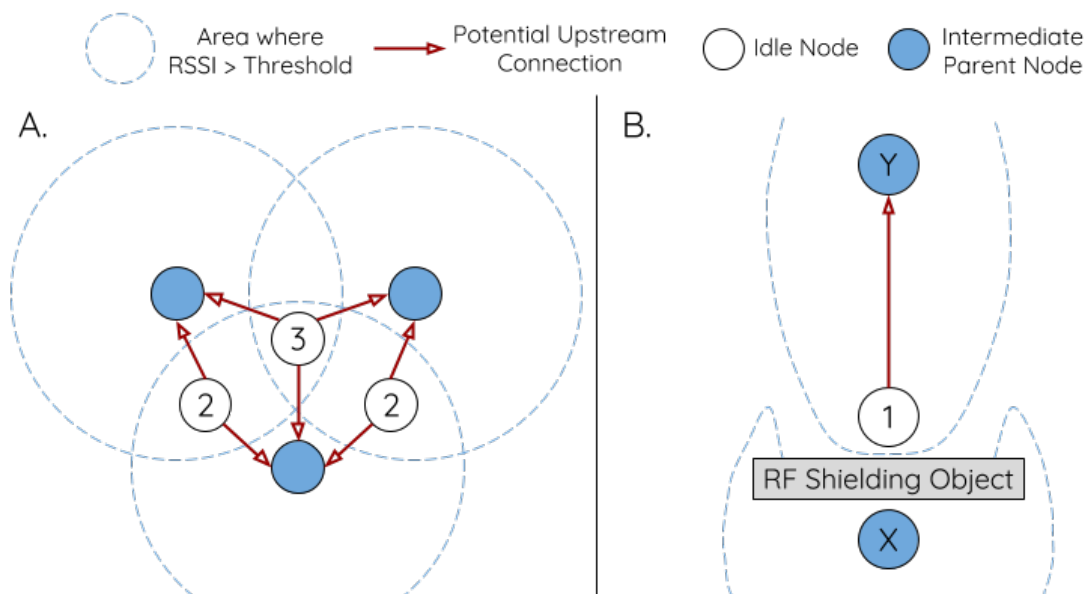 Area where
RSSI > Threshold
Potential Upstream
Connection
Idle Node
Intermediate
Parent Node
A.
3
2
2
B.
Y
1
RF Shielding Object
X